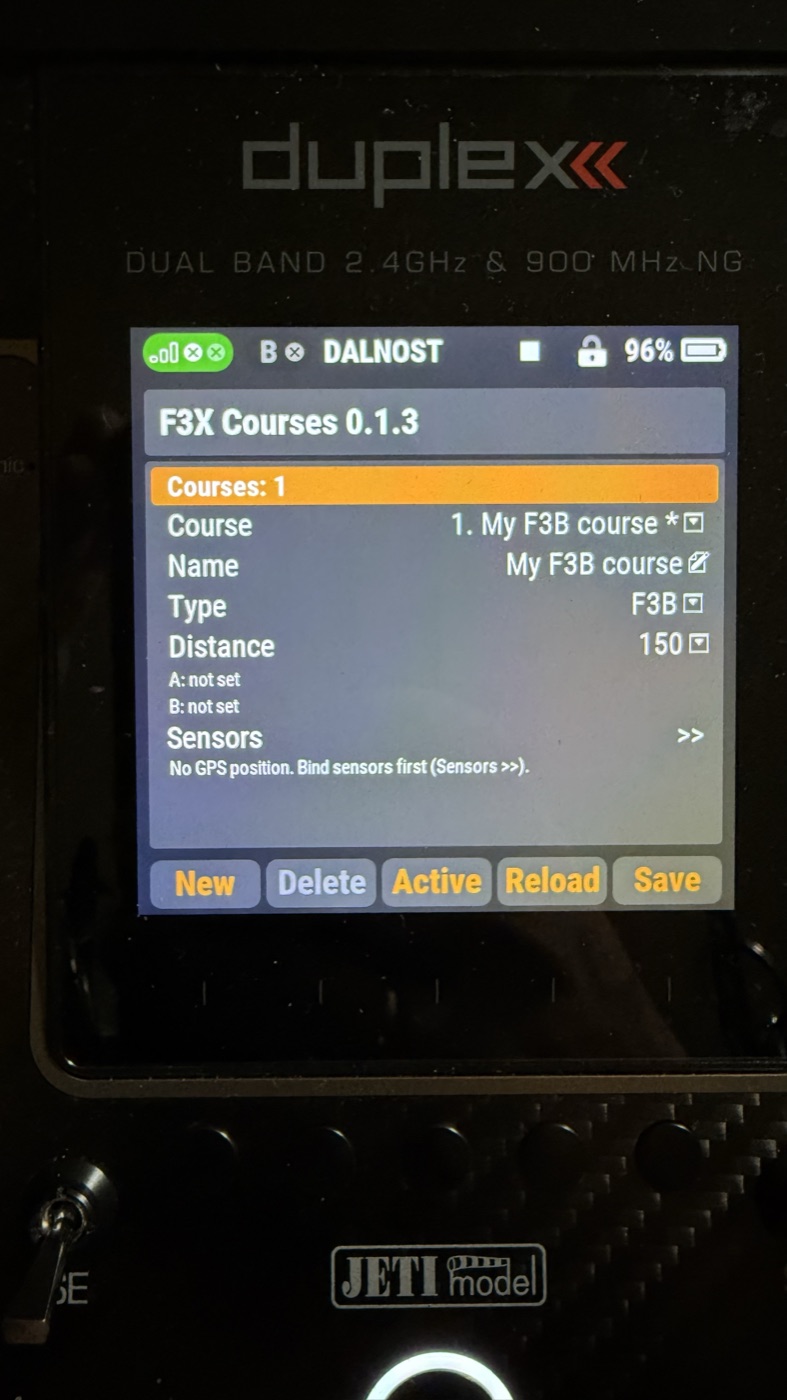 duplex
DUAL BAND 2.4GHz & 900 MHz NG
B DALNOST 96%
F3X Courses 0.1.3
Courses: 1
Course 1. My F3B course *
Name My F3B course
Type F3B
Distance 150
A: not set
B: not set
Sensors >>
No GPS position. Bind sensors first (Sensors >>).
New Delete Active Reload Save
JETI model